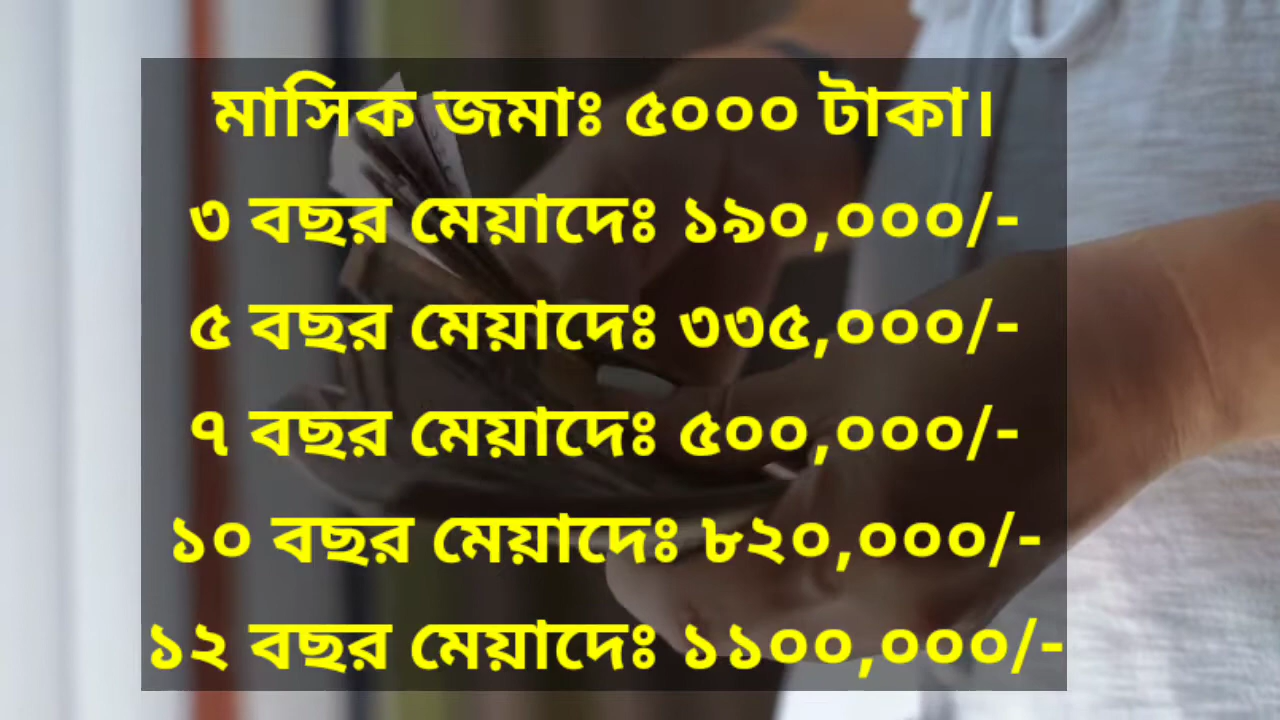 মাসিক জমাঃ ৫০০০ টাকা।
৩ বছর মেয়াদেঃ ১৯০,০০০/-
৫ বছর মেয়াদেঃ ৩৩৫,০০০/-
৭ বছর মেয়াদেঃ ৫০০,০০০/-
১০ বছর মেয়াদেঃ ৮২০,০০০/-
১২ বছর মেয়াদেঃ ১১০০,০০০/-